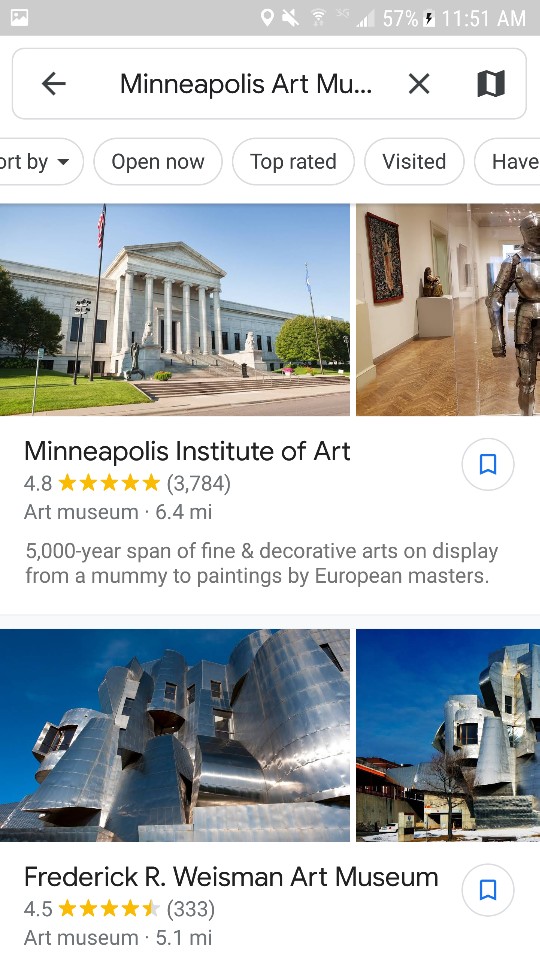 3G 57% 11:51 AM
Minneapolis Art Mu...
ort by Open now Top rated Visited Have
Minneapolis Institute of Art
4.8 (3,784)
Art museum · 6.4 mi
5,000-year span of fine & decorative arts on display
from a mummy to paintings by European masters.
Frederick R. Weisman Art Museum
4.5 (333)
Art museum · 5.1 mi